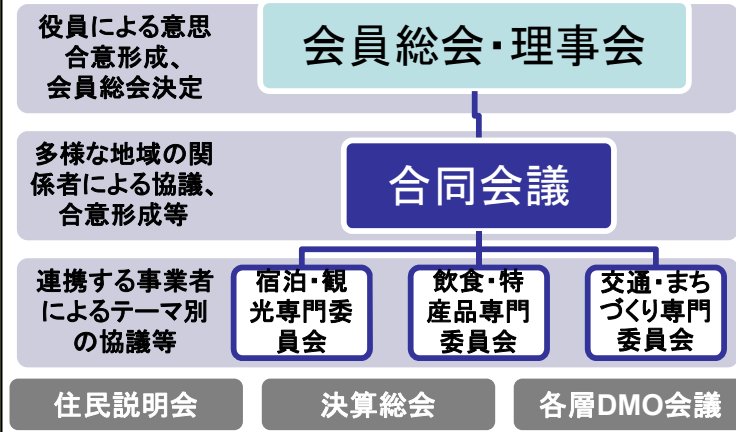 役員による意思
合意形成、
会員総会決定
会員総会・理事会
多様な地域の関
係者による協議、
合意形成等
合同会議
連携する事業者
によるテーマ別
の協議等
宿泊・観
光専門委
員会
飲食・特
産品専門
委員会
交通・まち
づくり専門
委員会
住民説明会
決算総会
各層DMO会議